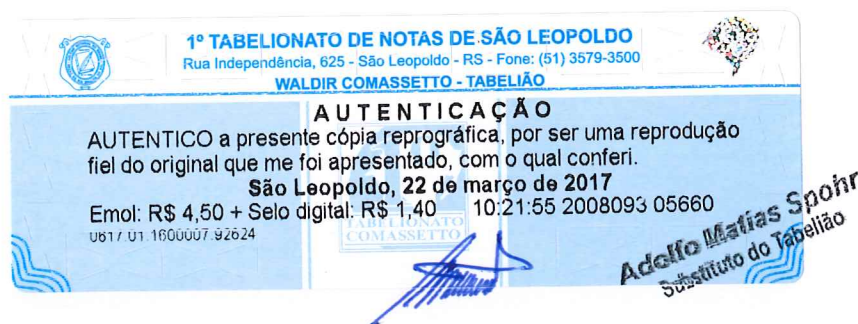 1º TABELIONATO DE NOTAS DE SÃO LEOPOLDO
Rua Independência, 625 - São Leopoldo - RS - Fone: (51) 3579-3500
WALDIR COMASSETTO - TABELIÃO
AUTENTICAÇÃO
AUTENTICO a presente cópia reprográfica, por ser uma reprodução
fiel do original que me foi apresentado, com o qual conferi.
São Leopoldo, 22 de março de 2017
Emol: R$ 4,50 + Selo digital: R$ 1,40 10:21:55 2008093 05660
0617.01.1600007.92624
TABELIONATO
COMASSETTO
Adolfo Matias Spohr
Substituto do Tabelião